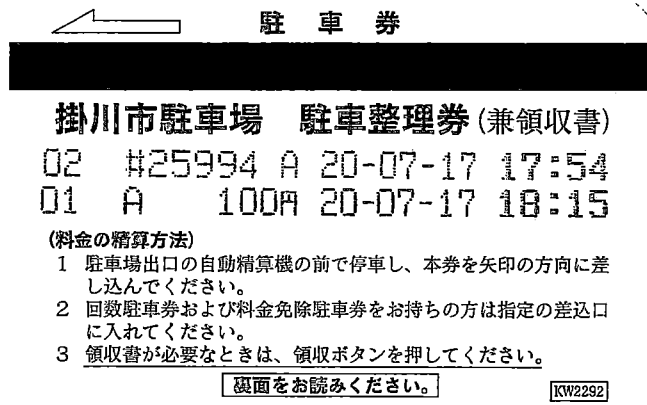 駐車券
掛川市駐車場 駐車整理券(兼領収書)
02 #25994 A 20-07-17 17:54
01 A 100円 20-07-17 18:15
(料金の精算方法)
1 駐車場出口の自動精算機の前で停車し、本券を矢印の方向に差
し込んでください。
2 回数駐車券および料金免除駐車券をお持ちの方は指定の差込口
に入れてください。
3 領収書が必要なときは、領収ボタンを押してください。
裏面をお読みください。
KW2292